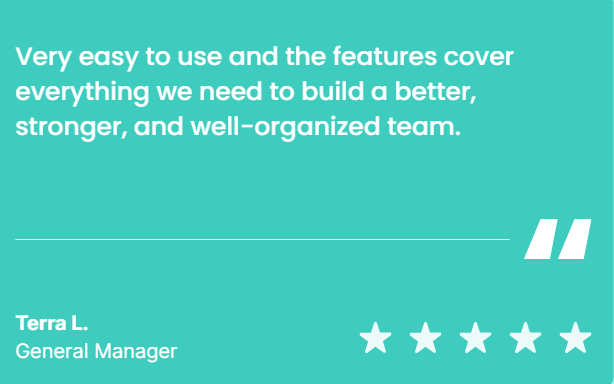 Very easy to use and the features cover
everything we need to build a better,
stronger, and well-organized team.
Terra L.
General Manager